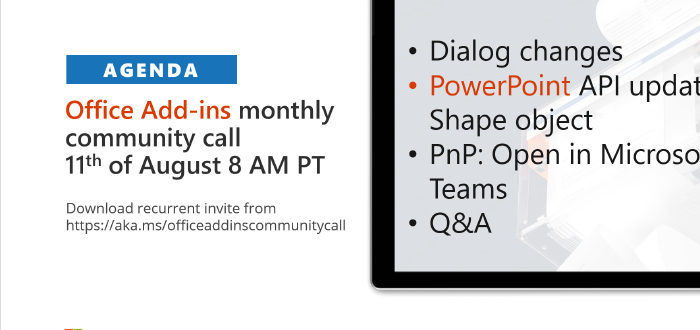 AGENDA
Office Add-ins monthly
community call
11th of August 8 AM PT
Download recurrent invite from
https://aka.ms/officeaddinscommunitycall
• Dialog changes
• PowerPoint API updat
Shape object
• PnP: Open in Microso
Teams
• Q&A